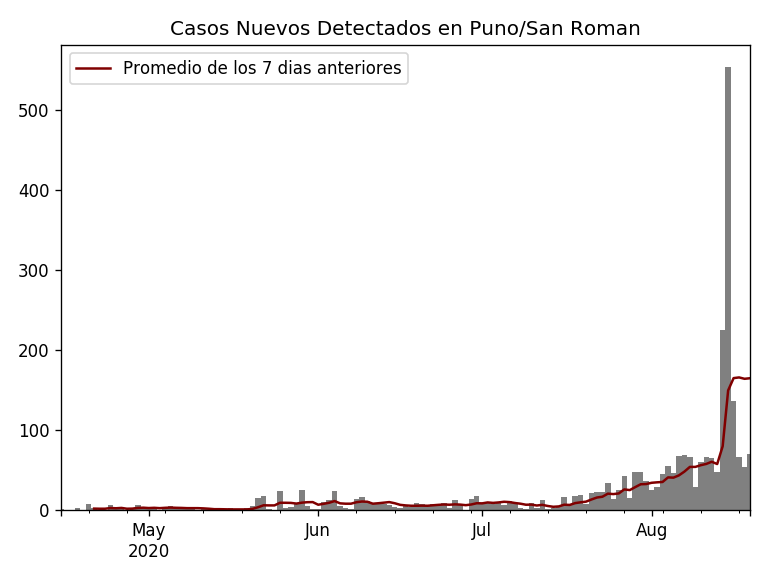 Casos Nuevos Detectados en Puno/San Roman
Promedio de los 7 dias anteriores
500
400
300
200
100
0
May Jun Jul Aug
2020